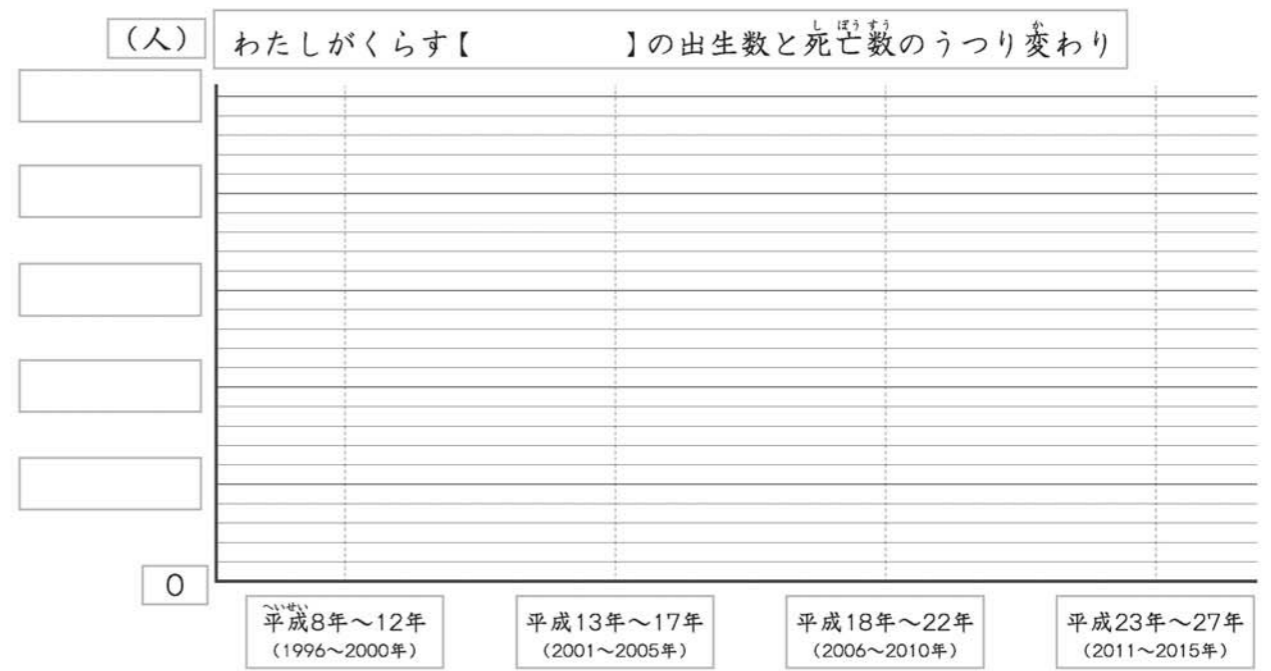 (人)
わたしがくらす【 】の出生数と死亡数のうつり変わり
0
平成8年〜12年
(1996〜2000年)
平成13年〜17年
(2001〜2005年)
平成18年〜22年
(2006〜2010年)
平成23年〜27年
(2011〜2015年)